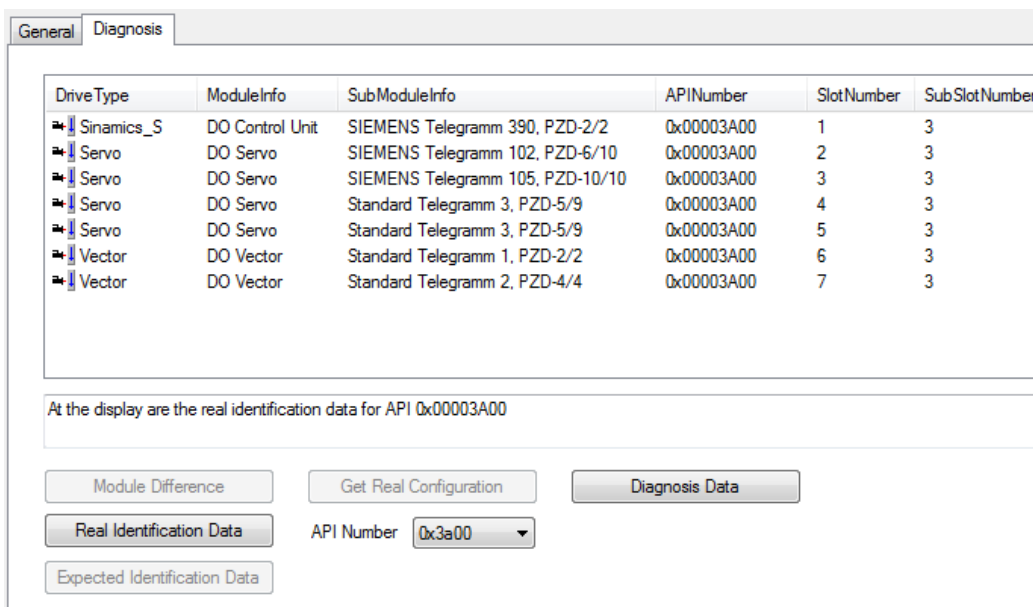 General Diagnosis
DriveType ModuleInfo SubModuleInfo APINumber SlotNumber SubSlotNumber
Sinamics_S DO Control Unit SIEMENS Telegramm 390, PZD-2/2 0x00003A00 1 3
Servo DO Servo SIEMENS Telegramm 102, PZD-6/10 0x00003A00 2 3
Servo DO Servo SIEMENS Telegramm 105, PZD-10/10 0x00003A00 3 3
Servo DO Servo Standard Telegramm 3, PZD-5/9 0x00003A00 4 3
Servo DO Servo Standard Telegramm 3, PZD-5/9 0x00003A00 5 3
Vector DO Vector Standard Telegramm 1, PZD-2/2 0x00003A00 6 3
Vector DO Vector Standard Telegramm 2, PZD-4/4 0x00003A00 7 3
At the display are the real identification data for API 0x00003A00
Module Difference Get Real Configuration Diagnosis Data
Real Identification Data API Number 0x3a00
Expected Identification Data